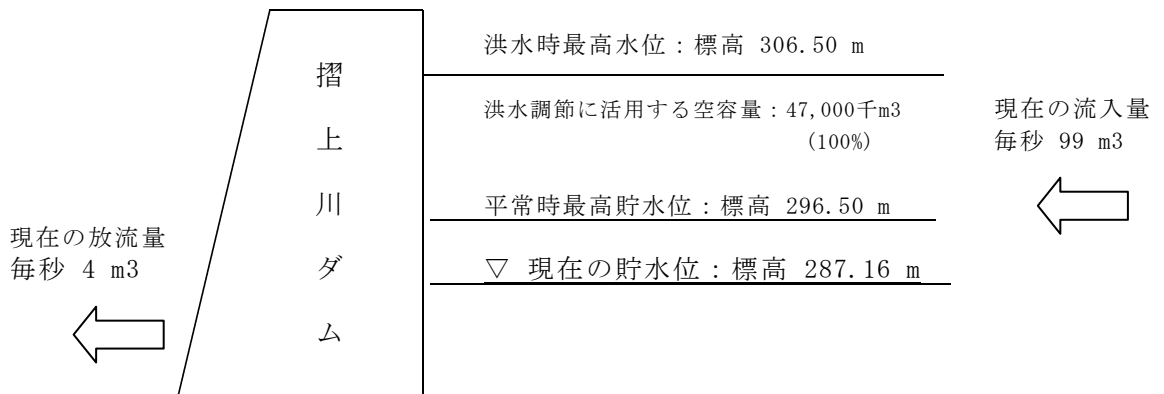 洪水時最高水位：標高 306.50 m
摺上川ダム
洪水調節に活用する空容量：47,000千m3
(100%)
現在の流入量
毎秒 99 m3
平常時最高貯水位：標高 296.50 m
現在の放流量
毎秒 4 m3
▽ 現在の貯水位：標高 287.16 m